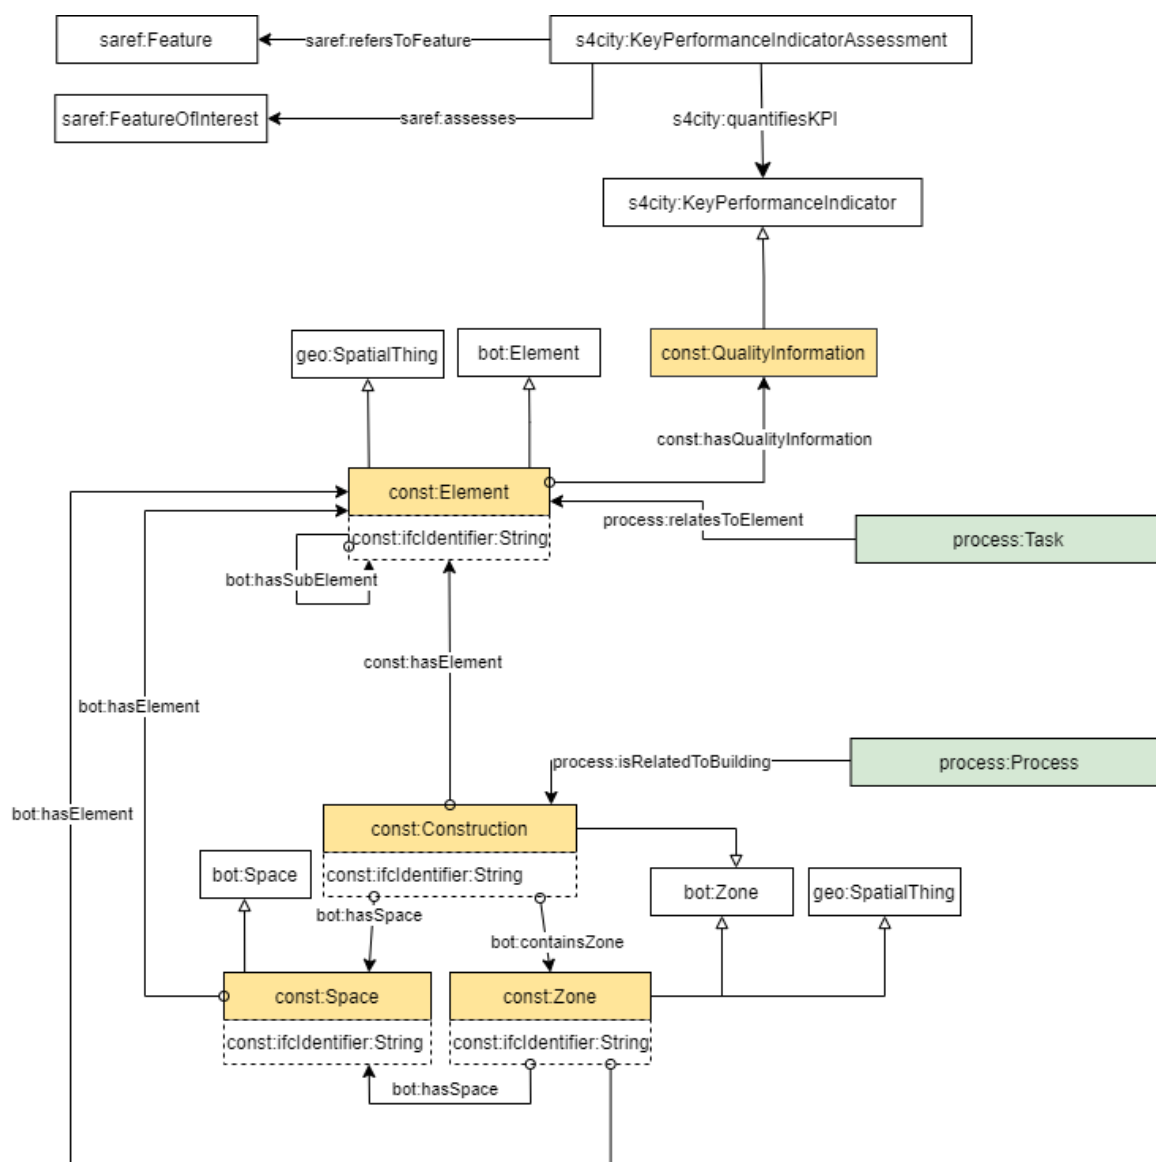 saref:Feature
saref:refersToFeature
s4city:KeyPerformanceIndicatorAssessment
saref:FeatureOfInterest
saref:assesses
s4city:quantifiesKPI
s4city:KeyPerformanceIndicator
geo:SpatialThing
bot:Element
const:QualityInformation
const:hasQualityInformation
const:Element
process:relatesToElement
const:ifcIdentifier:String
process:Task
bot:hasSubElement
const:hasElement
bot:hasElement
process:isRelatedToBuilding
process:Process
bot:hasElement
const:Construction
bot:Space
const:ifcIdentifier:String
bot:Zone
geo:SpatialThing
bot:hasSpace
bot:containsZone
const:Space
const:Zone
const:ifcIdentifier:String
const:ifcIdentifier:String
bot:hasSpace